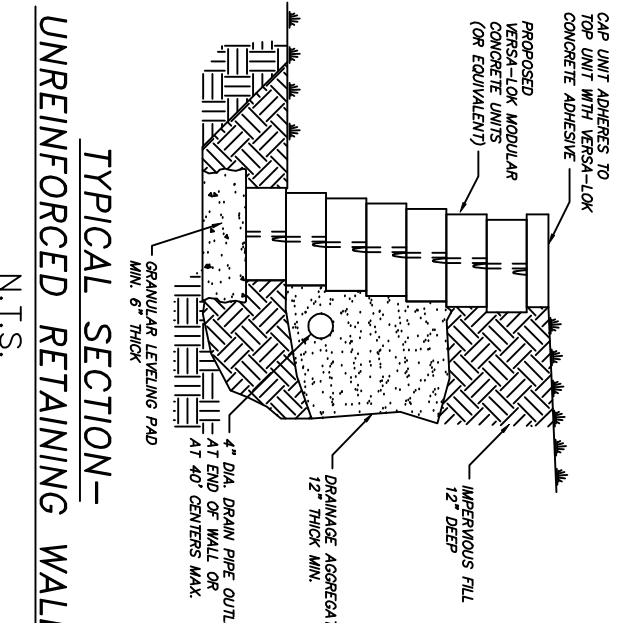 CAP UNIT ADHERES TO
TOP UNIT WITH VERSA-LOK
CONCRETE ADHESIVE
PROPOSED
VERSA-LOK MODULAR
CONCRETE UNITS
(OR EQUIVALENT)
IMPERVIOUS FILL
12" DEEP
DRAINAGE AGGREGAT
12" THICK MIN.
4" DIA. DRAIN PIPE OUTL
AT END OF WALL OR
AT 40' CENTERS MAX.
GRANULAR LEVELING PAD
MIN. 6" THICK
TYPICAL SECTION-
UNREINFORCED RETAINING WALL
N.T.S.